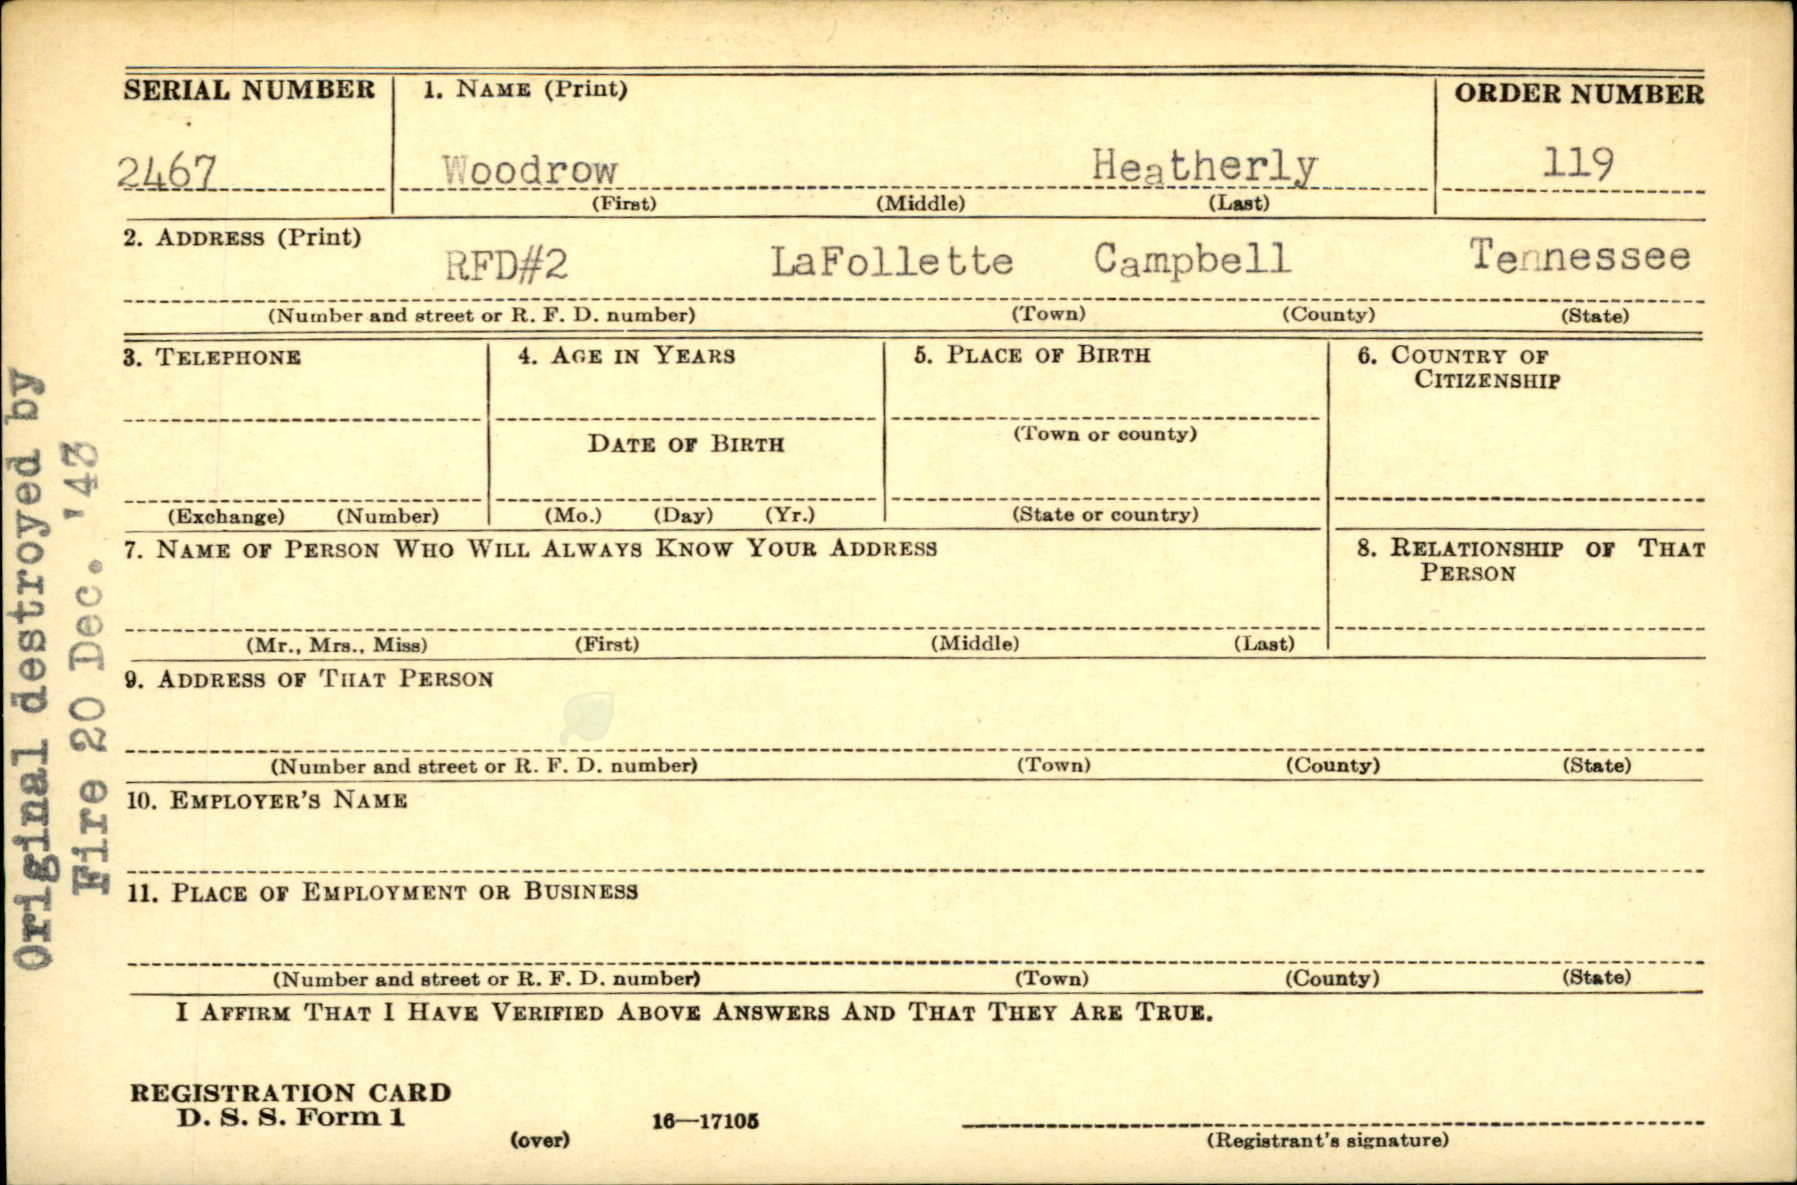 SERIAL NUMBER
1. NAME (Print)
ORDER NUMBER
2467
Woodrow Heatherly
119
(First) (Middle) (Last)
2. ADDRESS (Print)
RFD#2 LaFollette Campbell Tennessee
(Number and street or R. F. D. number) (Town) (County) (State)
3. TELEPHONE
4. AGE IN YEARS
5. PLACE OF BIRTH
6. COUNTRY OF
CITIZENSHIP
(Town or county)
DATE OF BIRTH
(Exchange) (Number)
(Mo.) (Day) (Yr.)
(State or country)
7. NAME OF PERSON WHO WILL ALWAYS KNOW YOUR ADDRESS
8. RELATIONSHIP OF THAT
PERSON
(Mr., Mrs., Miss) (First) (Middle) (Last)
9. ADDRESS OF THAT PERSON
(Number and street or R. F. D. number) (Town) (County) (State)
10. EMPLOYER'S NAME
11. PLACE OF EMPLOYMENT OR BUSINESS
(Number and street or R. F. D. number) (Town) (County) (State)
I AFFIRM THAT I HAVE VERIFIED ABOVE ANSWERS AND THAT THEY ARE TRUE.
REGISTRATION CARD
D. S. S. Form 1
(over)
16—17105
(Registrant's signature)
Original destroyed by
Fire 20 Dec. '43